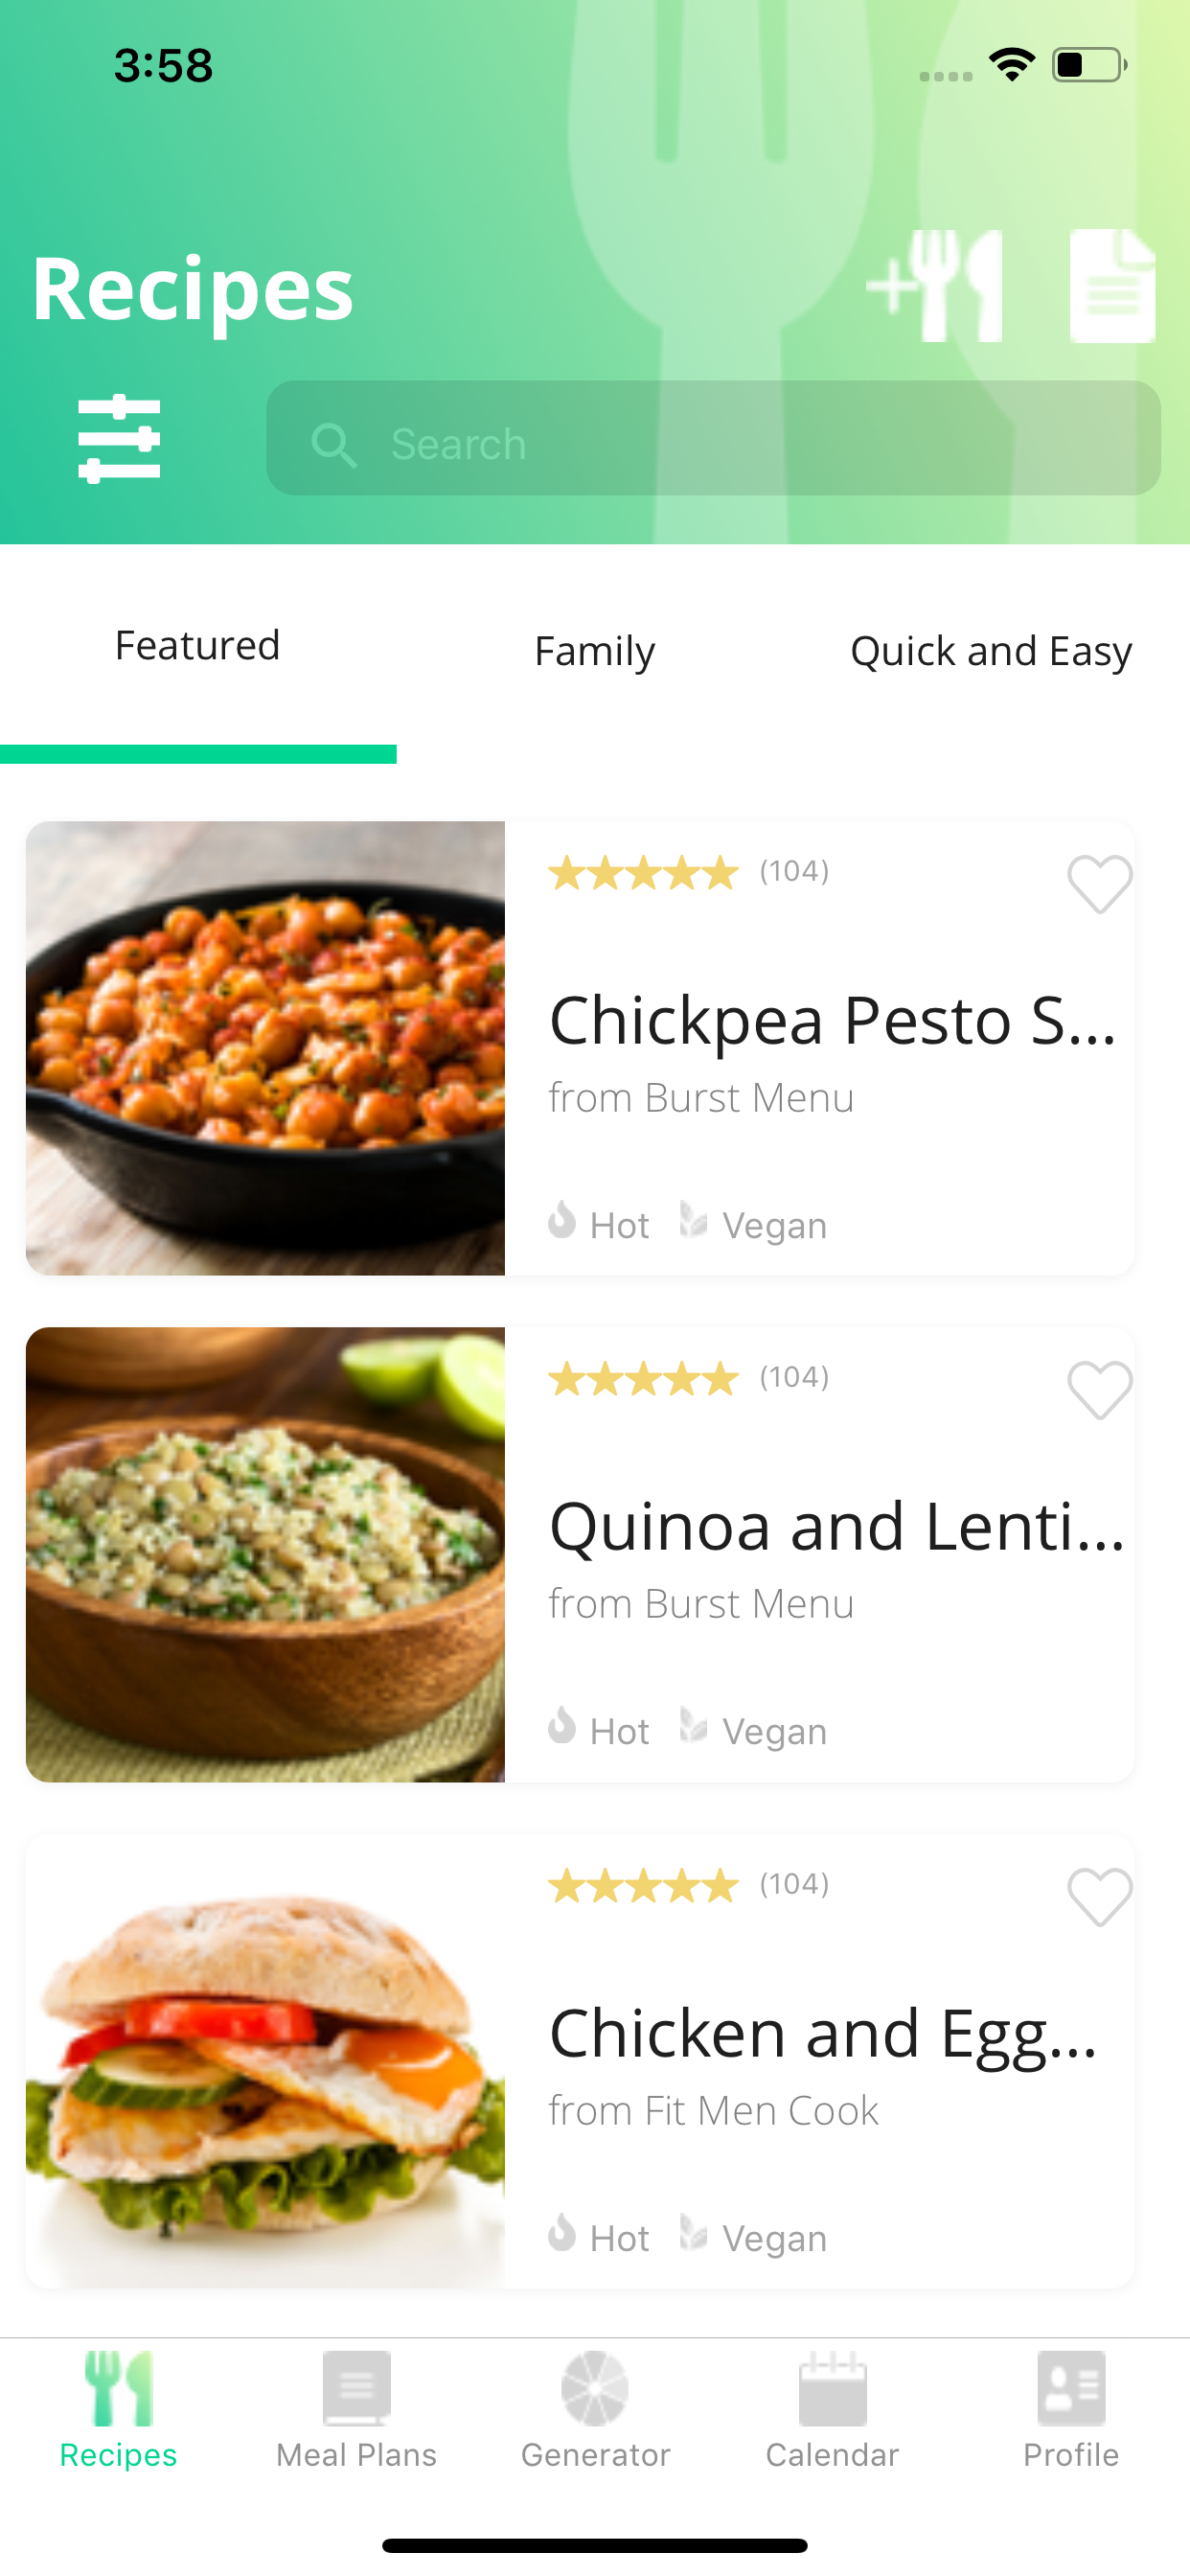 3:58
Recipes
Search
Featured
Family
Quick and Easy
(104)
Chickpea Pesto S...
from Burst Menu
Hot Vegan
(104)
Quinoa and Lenti...
from Burst Menu
Hot Vegan
(104)
Chicken and Egg...
from Fit Men Cook
Hot Vegan
Recipes
Meal Plans
Generator
Calendar
Profile